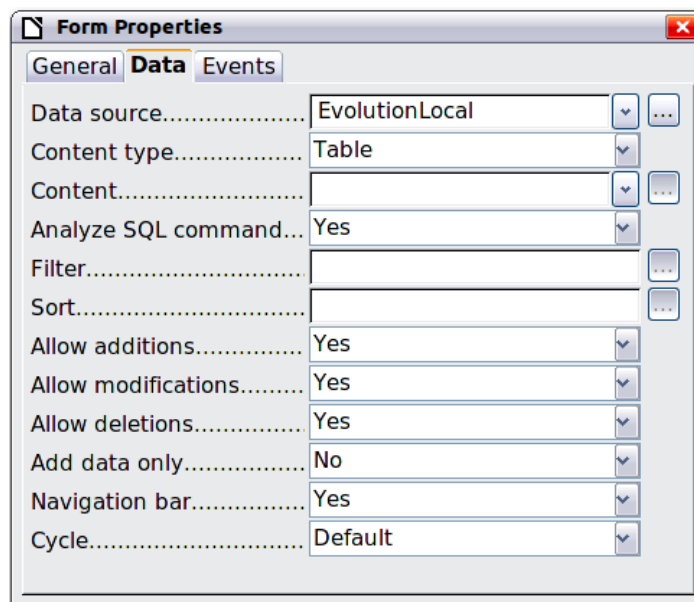 Form Properties
General Data Events
Data source.................... EvolutionLocal ...
Content type.................. Table
Content.......................... ...
Analyze SQL command... Yes
Filter............................... ...
Sort................................. ...
Allow additions................ Yes
Allow modifications......... Yes
Allow deletions................ Yes
Add data only.................. No
Navigation bar................. Yes
Cycle............................... Default